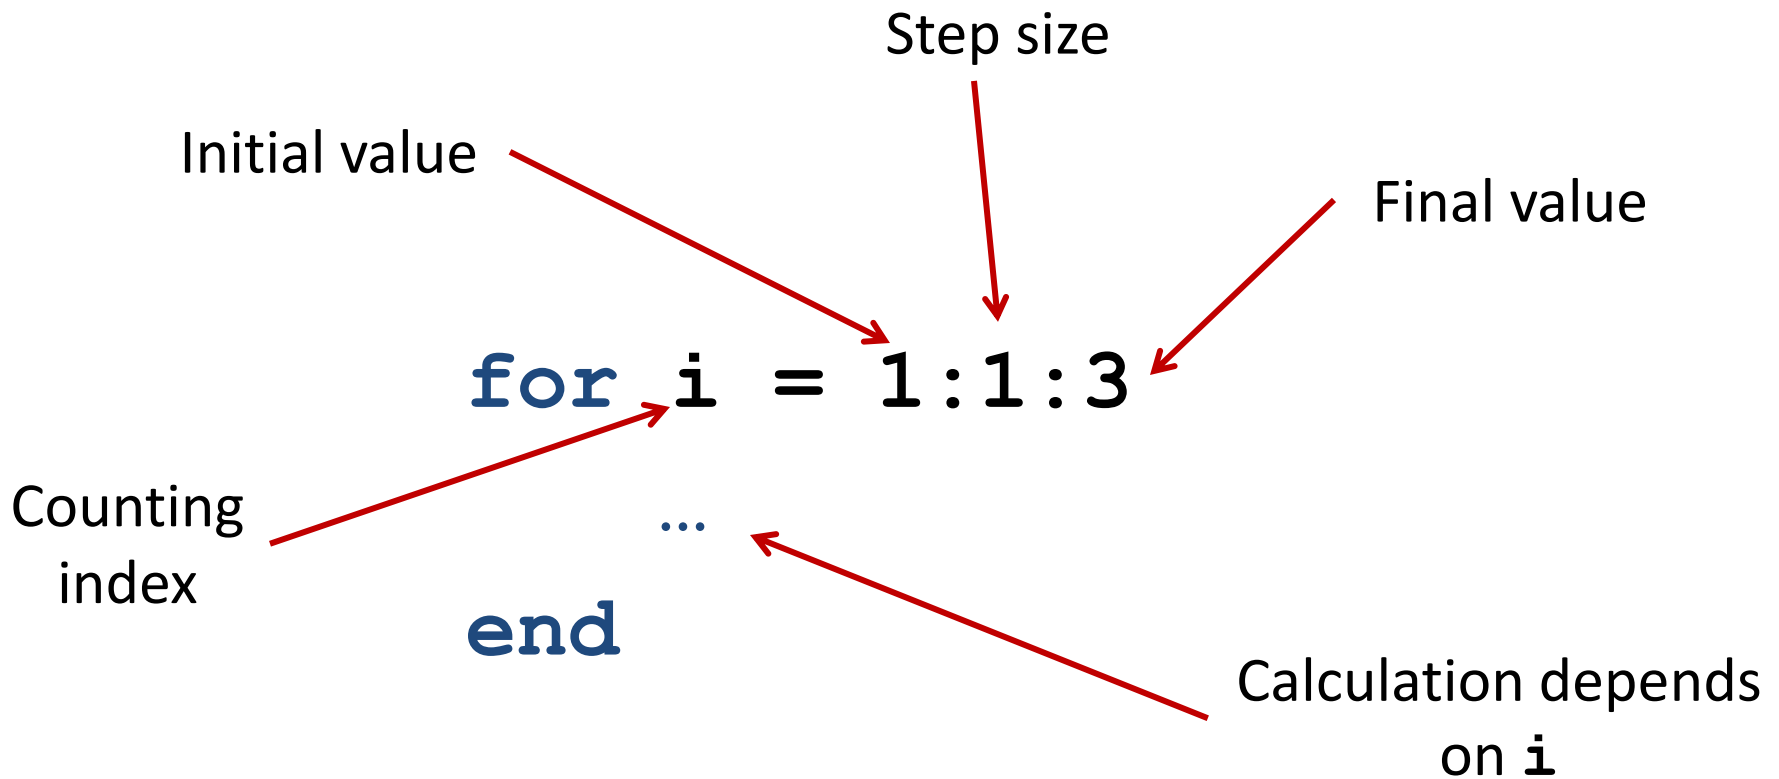 Step size
Initial value
Final value
for i = 1:1:3
Counting
index
...
end
Calculation depends
on i